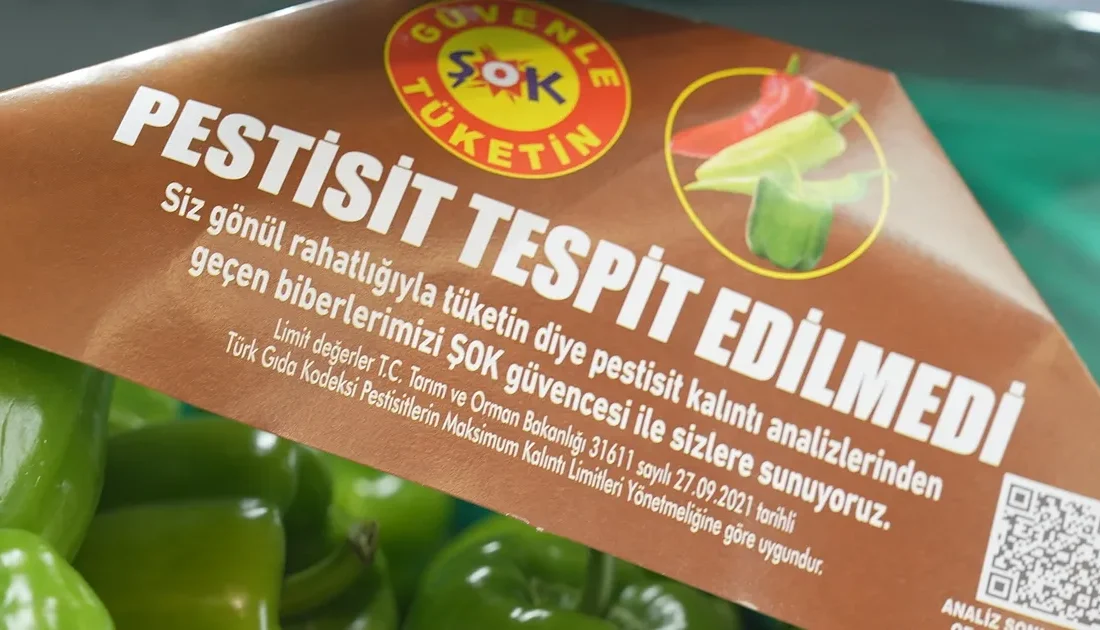 GÜVENLE
ŞOK
TÜKETİN
PESTİSİT TESPİT EDİLMEDİ
Siz gönül rahatlığıyla tüketin diye pestisit kalıntı analizlerinden
geçen biberlerimizi ŞOK güvencesi ile sizlere sunuyoruz.
Limit değerler T.C. Tarım ve Orman Bakanlığı 31611 sayılı 27.09.2021 tarihli
Türk Gıda Kodeksi Pestisitlerin Maksimum Kalıntı Limitleri Yönetmeliğine göre uygundur.
ANALİZ